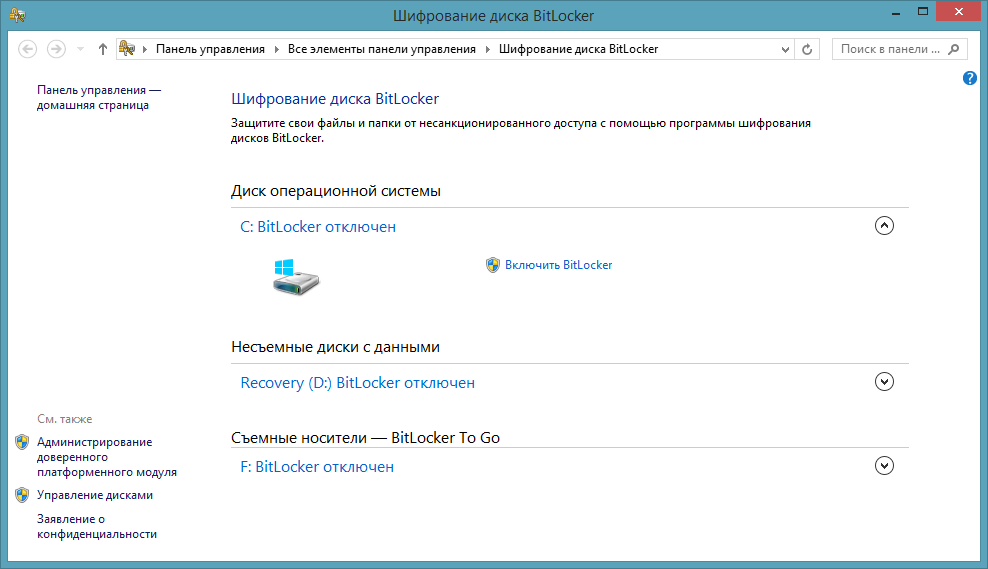 Шифрование диска BitLocker
Панель управления
Все элементы панели управления
Шифрование диска BitLocker
Поиск в панели ...
Панель управления —
домашняя страница
Шифрование диска BitLocker
Защитите свои файлы и папки от несанкционированного доступа с помощью программы шифрования
дисков BitLocker.
Диск операционной системы
C: BitLocker отключен
Включить BitLocker
Несъемные диски с данными
Recovery (D:) BitLocker отключен
Съемные носители — BitLocker To Go
F: BitLocker отключен
См. также
Администрирование
доверенного
платформенного модуля
Управление дисками
Заявление о
конфиденциальности